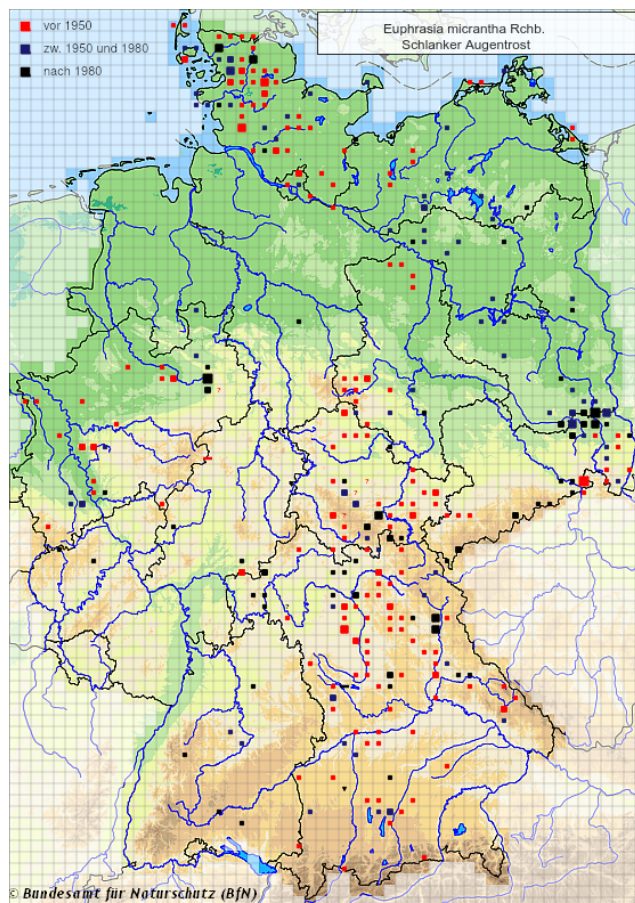 Euphrasia micrantha Rchb.
Schlanker Augentrost
vor 1950
zw. 1950 und 1980
nach 1980
© Bundesamt für Naturschutz (BfN)